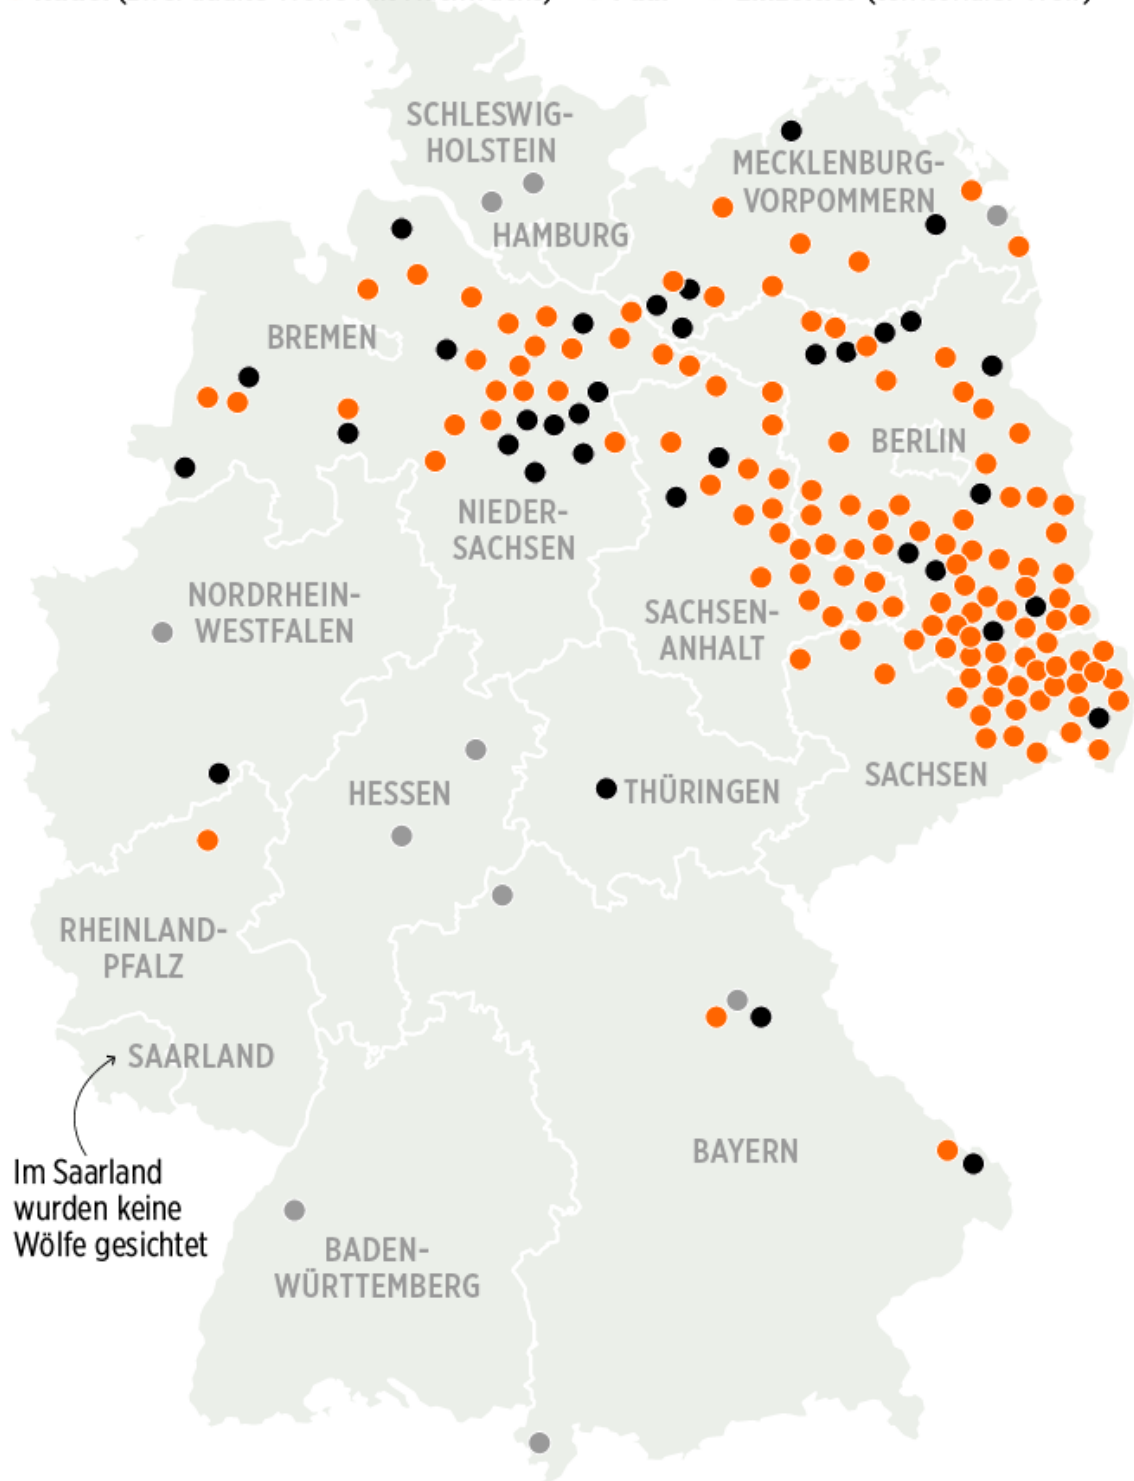 SCHLESWIG-
HOLSTEIN
MECKLENBURG-
VORPOMMERN
HAMBURG
BREMEN
BERLIN
NIEDER-
SACHSEN
NORDRHEIN-
WESTFALEN
SACHSEN-
ANHALT
SACHSEN
HESSEN
THÜRINGEN
RHEINLAND-
PFALZ
SAARLAND
Im Saarland
wurden keine
Wölfe gesichtet
BAYERN
BADEN-
WÜRTTEMBERG